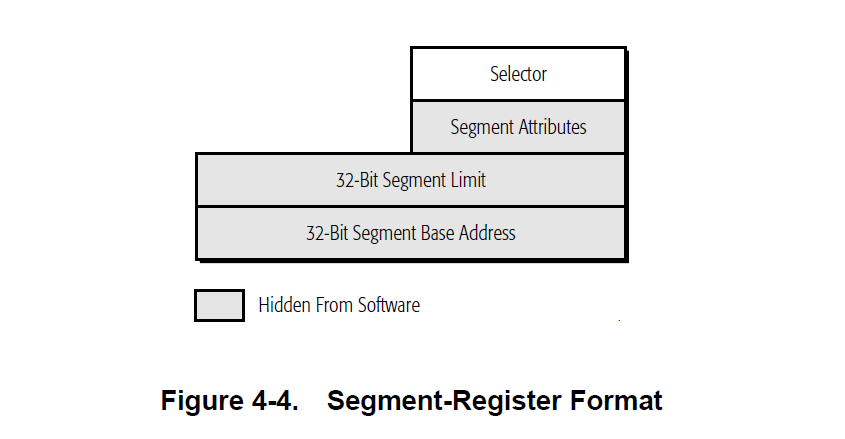 Selector
Segment Attributes
32-Bit Segment Limit
32-Bit Segment Base Address
Hidden From Software
Figure 4-4. Segment-Register Format